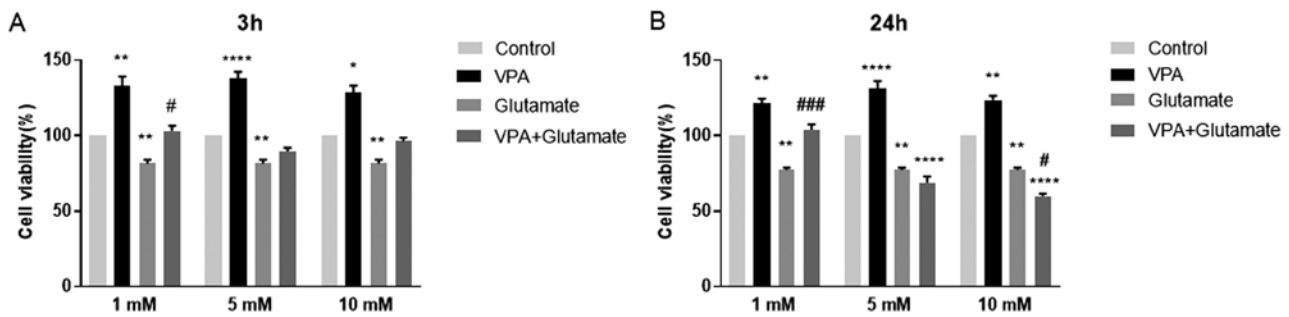 A
3h
Cell viability(%)
150
100
50
0
**
****
*
**
#
**
**
1 mM
5 mM
10 mM
Control
VPA
Glutamate
VPA+Glutamate
B
24h
Cell viability(%)
150
100
50
0
**
****
**
**
###
**
****
**
#
****
1 mM
5 mM
10 mM
Control
VPA
Glutamate
VPA+Glutamate